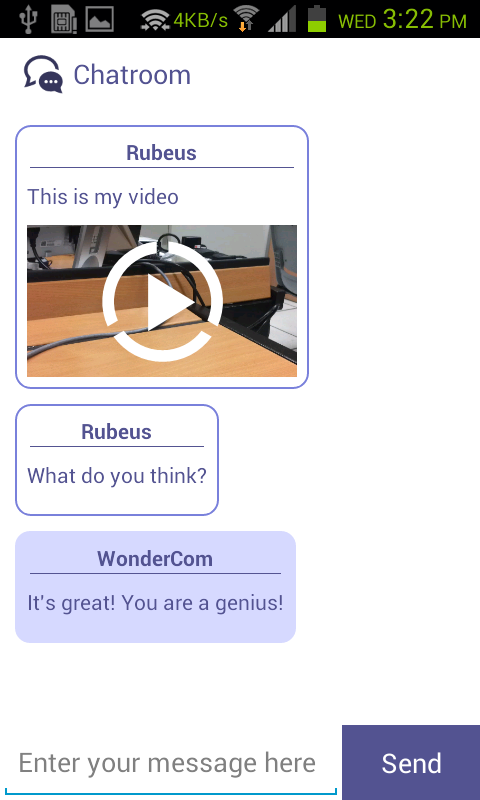 4KB/s WED 3:22 PM
Chatroom
Rubeus
This is my video
Rubeus
What do you think?
WonderCom
It's great! You are a genius!
Enter your message here
Send